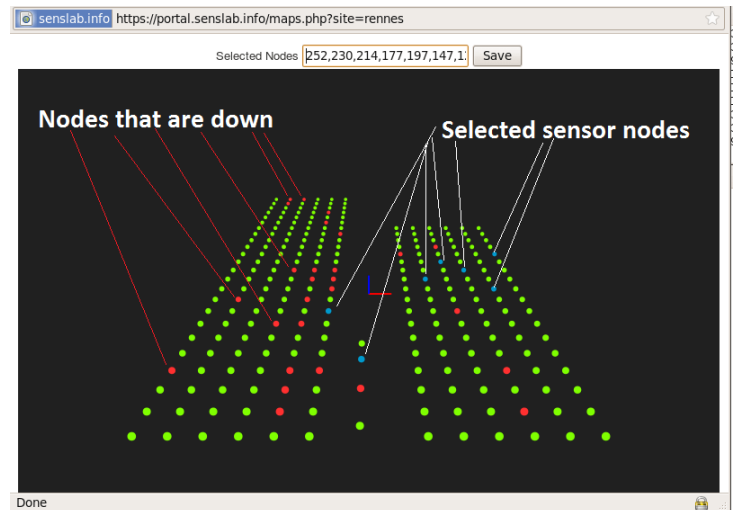 senslab.info https://portal.senslab.info/maps.php?site=rennes
Selected Nodes 252,230,214,177,197,147,1 Save
Nodes that are down
Selected sensor nodes
Done